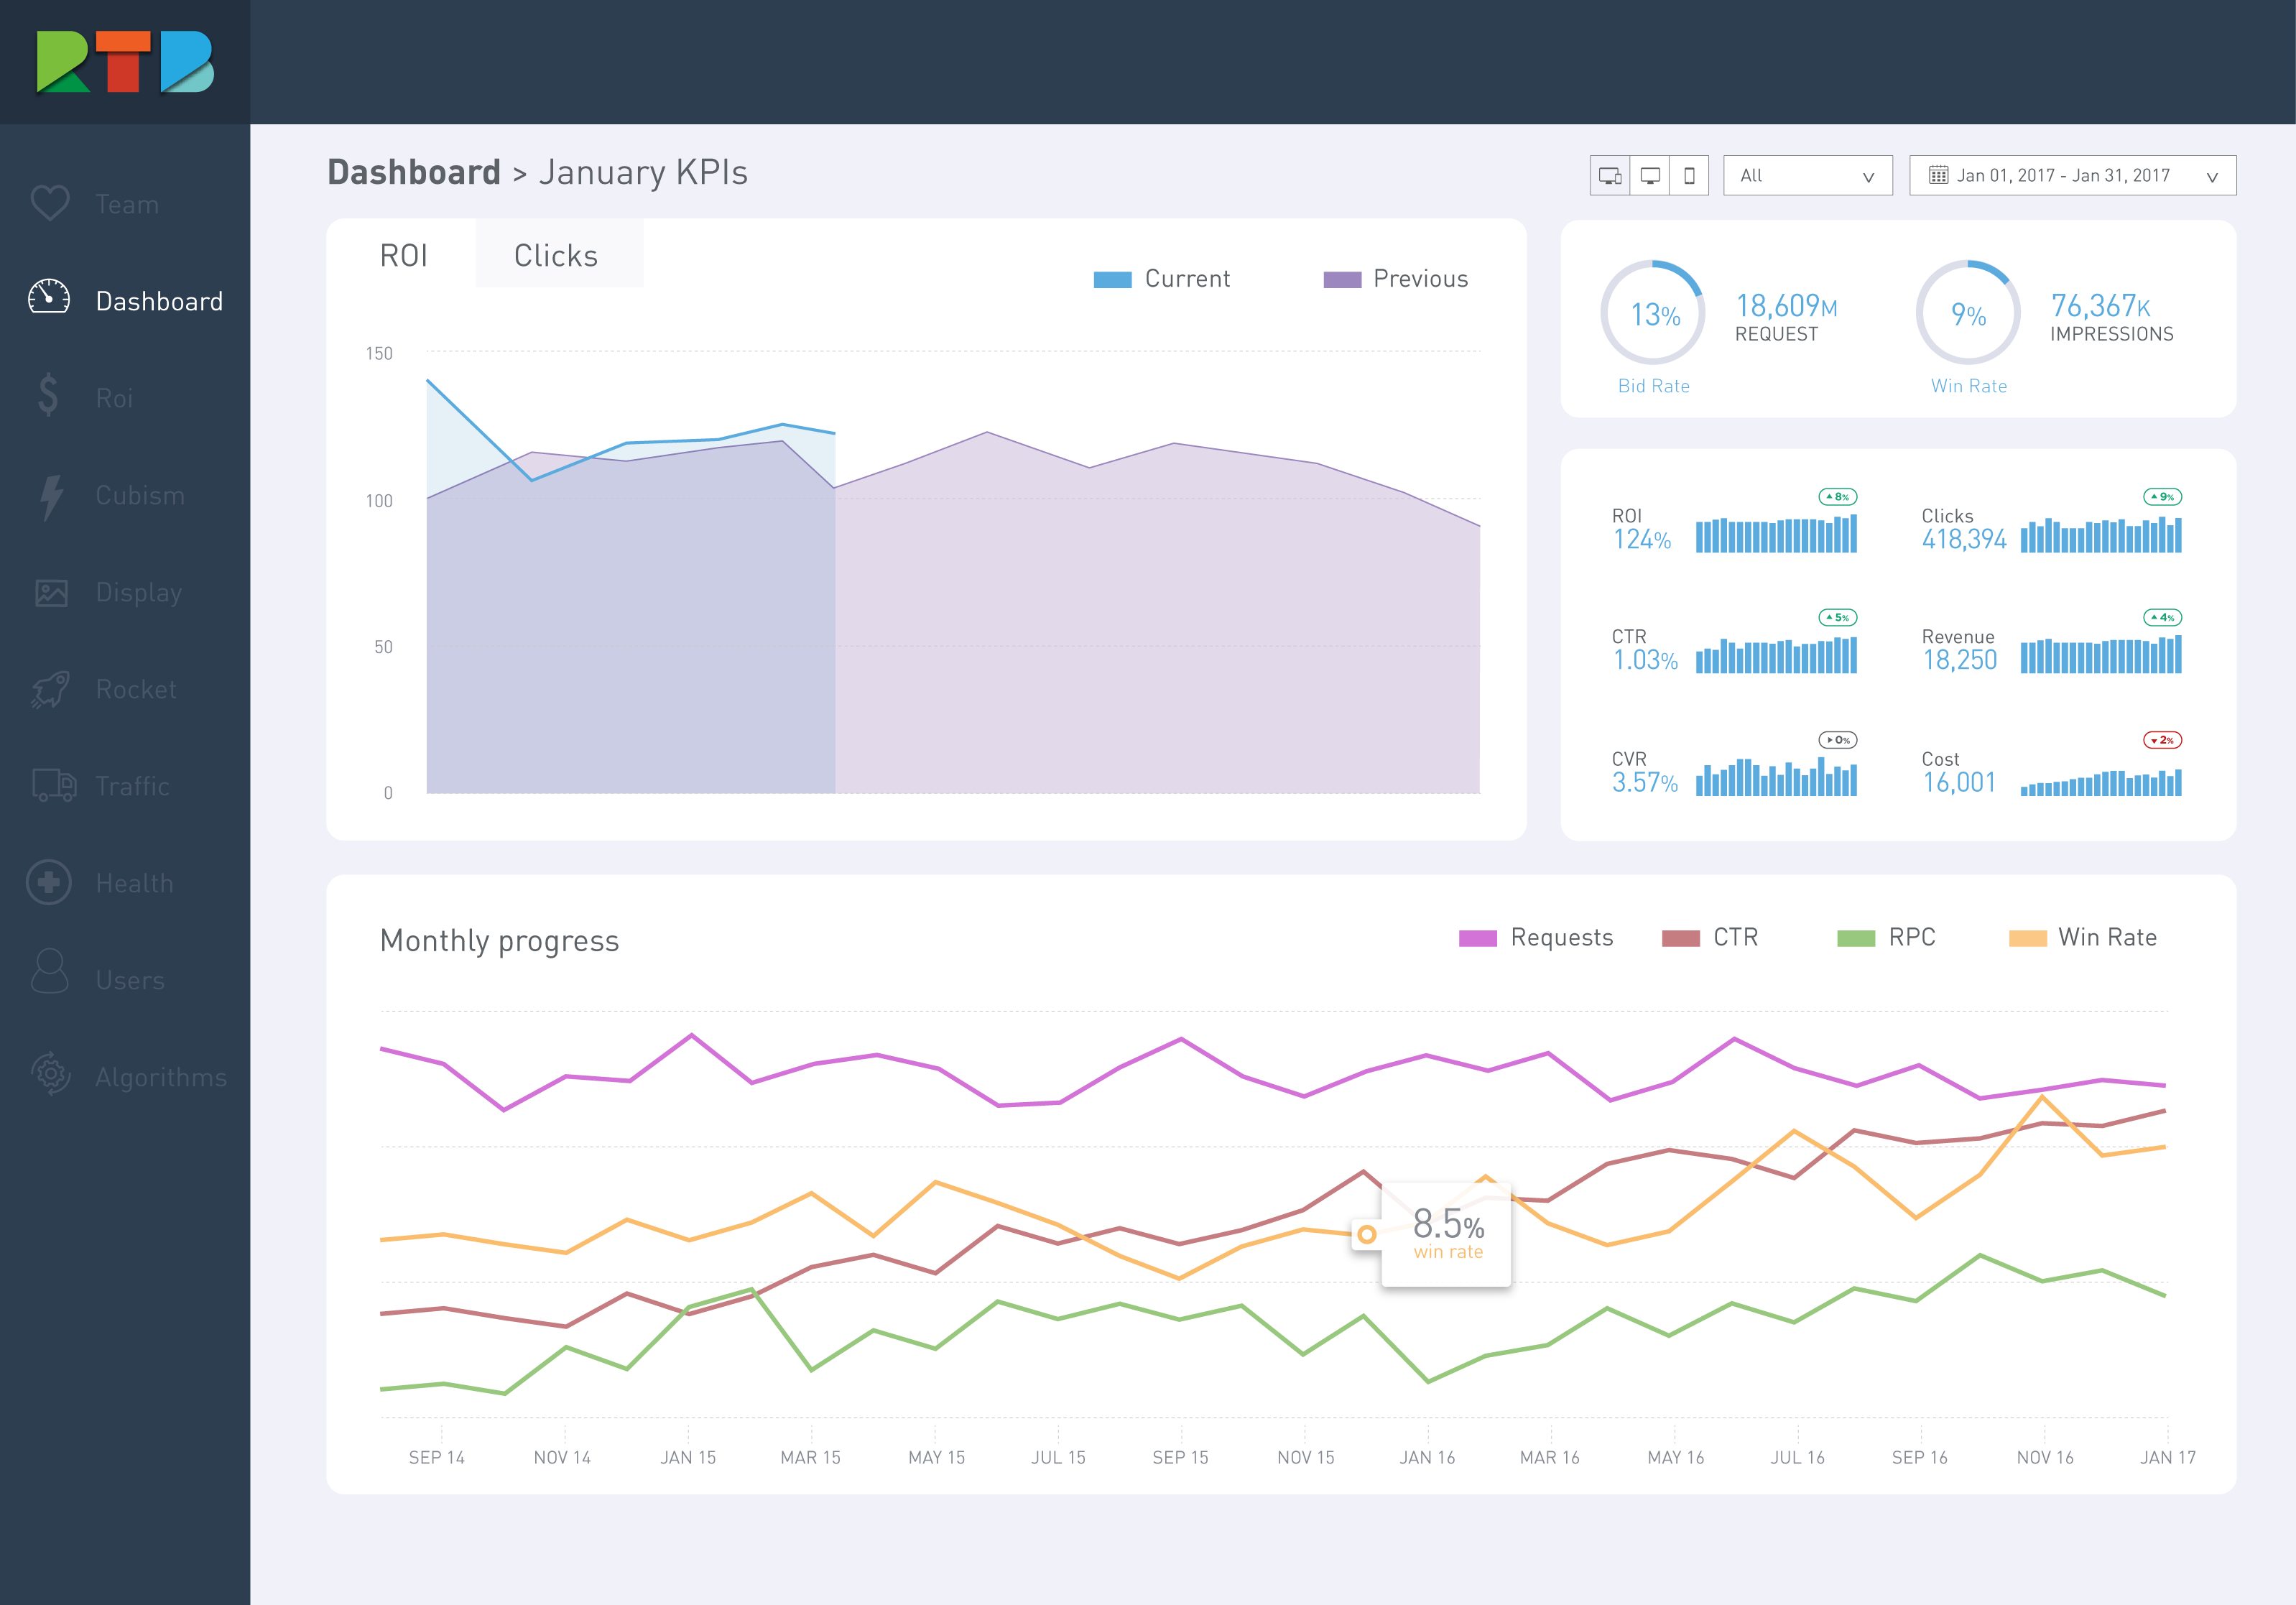 RTB
Team
Dashboard
Roi
Cubism
Display
Rocket
Traffic
Health
Users
Algorithms
Dashboard > January KPIs
All
Jan 01, 2017 - Jan 31, 2017
ROI
Clicks
Current
Previous
150
100
50
0
13%
Bid Rate
18,609M
REQUEST
9%
Win Rate
76,367K
IMPRESSIONS
ROI
124%
8%
Clicks
418,394
9%
CTR
1.03%
5%
Revenue
18,250
4%
CVR
3.57%
0%
Cost
16,001
2%
Monthly progress
Requests
CTR
RPC
Win Rate
8.5%
win rate
SEP 14
NOV 14
JAN 15
MAR 15
MAY 15
JUL 15
SEP 15
NOV 15
JAN 16
MAR 16
MAY 16
JUL 16
SEP 16
NOV 16
JAN 17